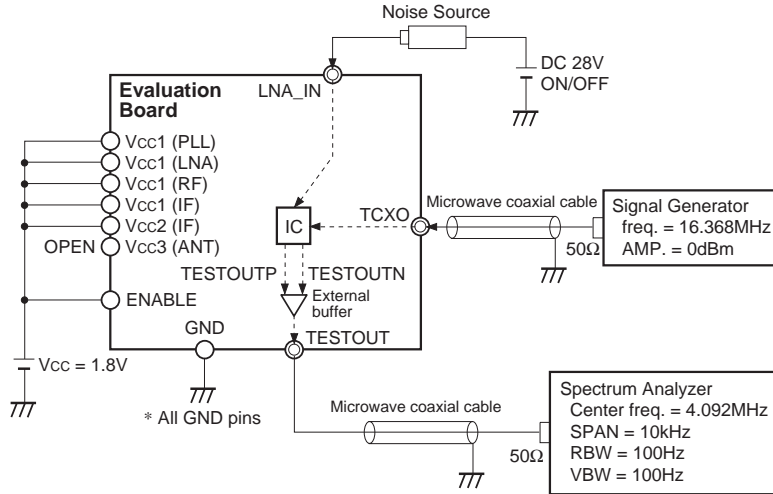 Noise Source
DC 28V
ON/OFF
LNA_IN
Evaluation
Board
VCC1 (PLL)
VCC1 (LNA)
VCC1 (RF)
VCC1 (IF)
VCC2 (IF)
OPEN
VCC3 (ANT)
ENABLE
IC
TCXO
Microwave coaxial cable
50Ω
Signal Generator
freq. = 16.368MHz
AMP. = 0dBm
TESTOUTP
TESTOUTN
External
buffer
GND
TESTOUT
VCC = 1.8V
* All GND pins
Microwave coaxial cable
50Ω
Spectrum Analyzer
Center freq. = 4.092MHz
SPAN = 10kHz
RBW = 100Hz
VBW = 100Hz